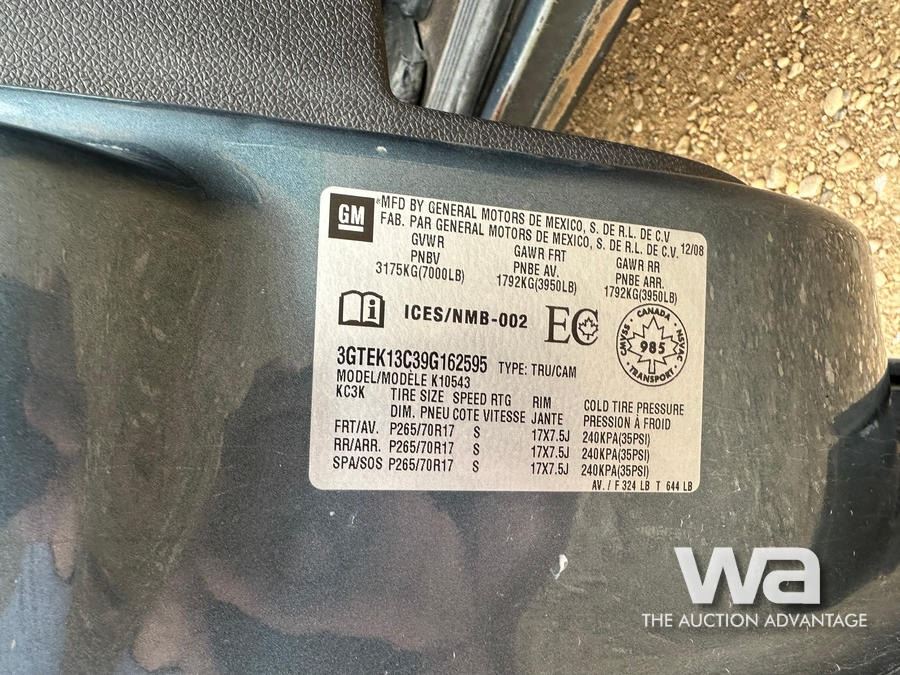 GM
*MFD BY GENERAL MOTORS DE MEXICO, S. DE R.L. DE C.V
FAB. PAR GENERAL MOTORS DE MEXICO, S. DE R.L. DE C.V. 12/08
GVWR GAWR FRT GAWR RR
PNBV PNBE AV. PNBE ARR.
3175KG(7000LB) 1792KG(3950LB) 1792KG(3950LB)
i ICES/NMB-002 EC
CANADA
CMVSS · NSVAC
985
TRANSPORT
3GTEK13C39G162595 TYPE: TRU/CAM
MODEL/MODÈLE K10543
KC3K TIRE SIZE SPEED RTG RIM COLD TIRE PRESSURE
DIM. PNEU COTE VITESSE JANTE PRESSION À FROID
FRT/AV. P265/70R17 S 17X7.5J 240KPA(35PSI)
RR/ARR. P265/70R17 S 17X7.5J 240KPA(35PSI)
SPA/SOS P265/70R17 S 17X7.5J 240KPA(35PSI)
AV. / F 324 LB T 644 LB
wa
THE AUCTION ADVANTAGE